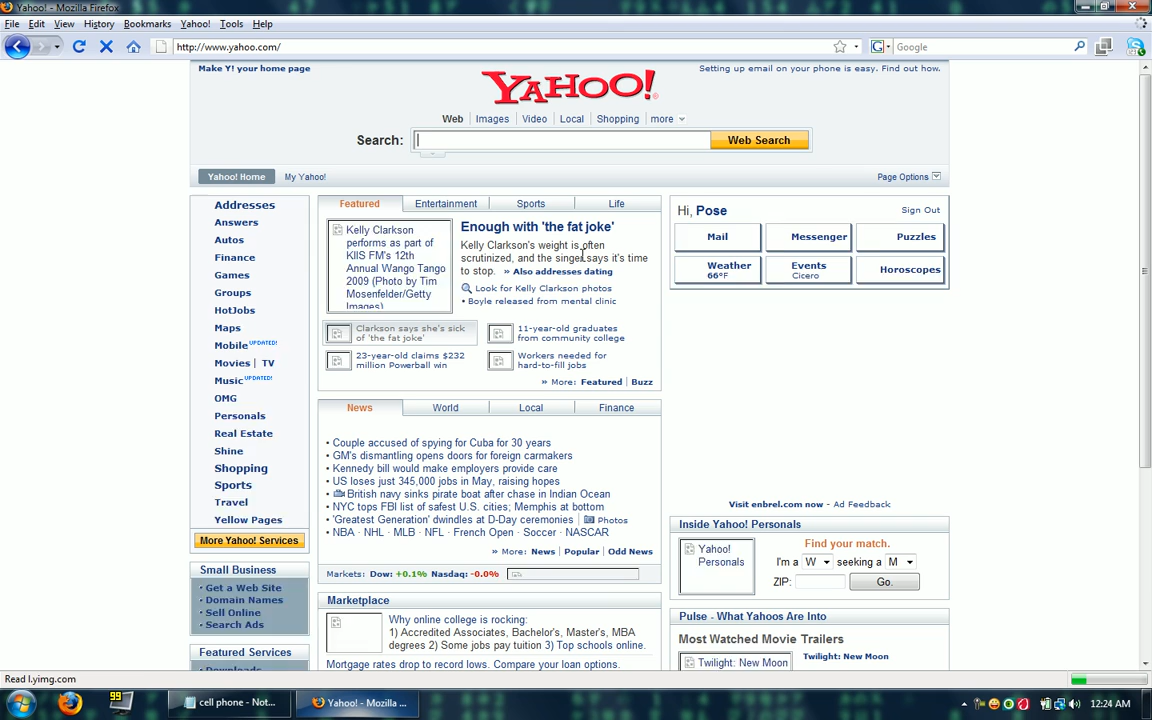 Yahoo! - Mozilla Firefox
File Edit View History Bookmarks Yahoo! Tools Help
http://www.yahoo.com/
Google
Make Y! your home page
YAHOO!
Setting up email on your phone is easy. Find out how.
Web Images Video Local Shopping more
Search:
Web Search
Yahoo! Home My Yahoo!
Page Options
Addresses
Answers
Autos
Finance
Games
Groups
HotJobs
Maps
Mobile UPDATED!
Movies | TV
Music UPDATED!
OMG
Personals
Real Estate
Shine
Shopping
Sports
Travel
Yellow Pages
More Yahoo! Services
Small Business
• Get a Web Site
• Domain Names
• Sell Online
• Search Ads
Featured Services
Featured Entertainment Sports Life
Kelly Clarkson
performs as part of
KIIS FM's 12th
Annual Wango Tango
2009 (Photo by Tim
Mosenfelder/Getty
Images)
Enough with 'the fat joke'
Kelly Clarkson's weight is often
scrutinized, and the singer says it's time
to stop. » Also addresses dating
Look for Kelly Clarkson photos
• Boyle released from mental clinic
Clarkson says she's sick
of 'the fat joke'
11-year-old graduates
from community college
23-year-old claims $232
million Powerball win
Workers needed for
hard-to-fill jobs
» More: Featured | Buzz
News World Local Finance
• Couple accused of spying for Cuba for 30 years
• GM's dismantling opens doors for foreign carmakers
• Kennedy bill would make employers provide care
• US loses just 345,000 jobs in May, raising hopes
• British navy sinks pirate boat after chase in Indian Ocean
• NYC tops FBI list of safest U.S. cities; Memphis at bottom
• 'Greatest Generation' dwindles at D-Day ceremonies Photos
• NBA · NHL · MLB · NFL · French Open · Soccer · NASCAR
» More: News | Popular | Odd News
Markets: Dow: +0.1% Nasdaq: -0.0%
Marketplace
Why online college is rocking:
1) Accredited Associates, Bachelor's, Master's, MBA
degrees 2) Some jobs pay tuition 3) Top schools online.
Mortgage rates drop to record lows. Compare your loan options.
Hi, Pose
Sign Out
Mail Messenger Puzzles
Weather
66°F
Events
Cicero
Horoscopes
Visit enbrel.com now - Ad Feedback
Inside Yahoo! Personals
Yahoo!
Personals
Find your match.
I'm a W seeking a M
ZIP: Go.
Pulse - What Yahoos Are Into
Most Watched Movie Trailers
Twilight: New Moon
Twilight: New Moon
Read l.yimg.com
99
cell phone - Not...
Yahoo! - Mozilla ...
12:24 AM